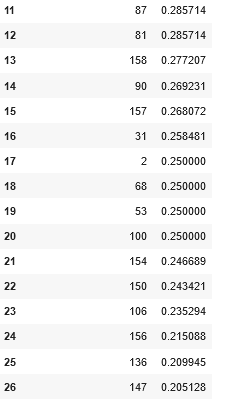 11 87 0.285714
12 81 0.285714
13 158 0.277207
14 90 0.269231
15 157 0.268072
16 31 0.258481
17 2 0.250000
18 68 0.250000
19 53 0.250000
20 100 0.250000
21 154 0.246689
22 150 0.243421
23 106 0.235294
24 156 0.215088
25 136 0.209945
26 147 0.205128